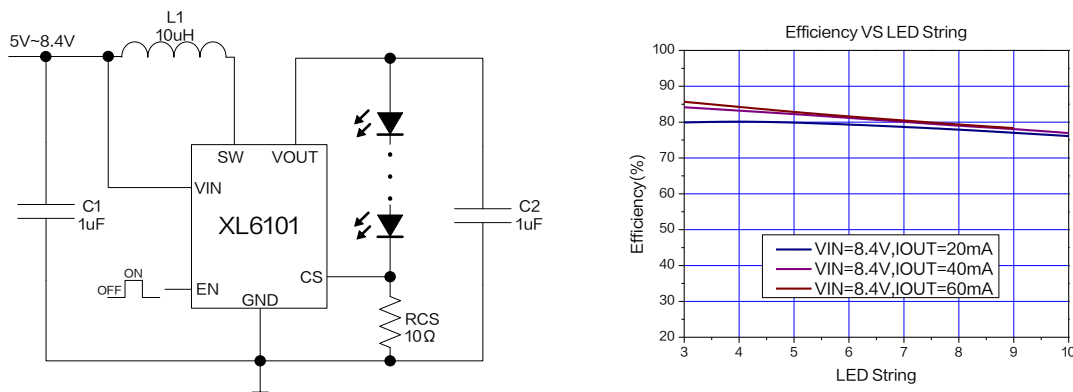 L1
10uH
5V~8.4V
SW
VOUT
VIN
XL6101
C1
1uF
C2
1uF
CS
ON
OFF
EN
GND
RCS
10Ω
Efficiency VS LED String
100
90
80
70
60
50
40
30
20
Efficiency(%)
VIN=8.4V,IOUT=20mA
VIN=8.4V,IOUT=40mA
VIN=8.4V,IOUT=60mA
3 4 5 6 7 8 9 10
LED String